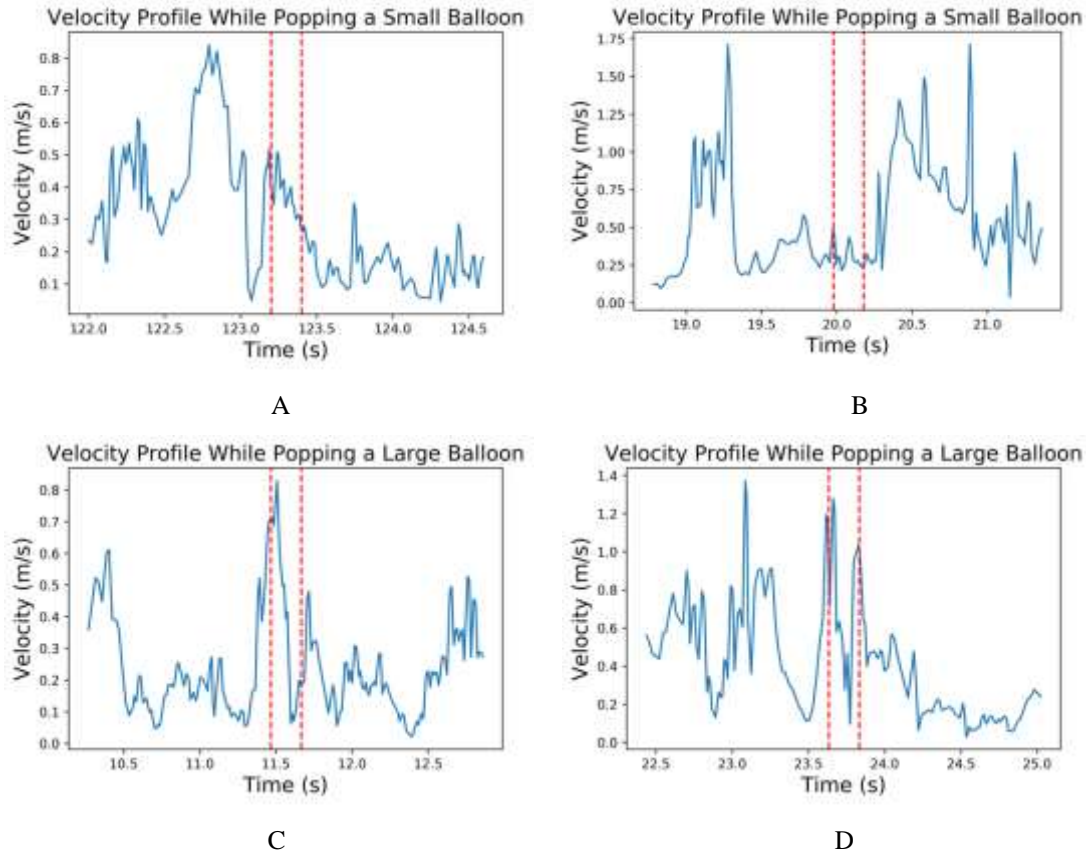 Velocity Profile While Popping a Small Balloon
Velocity (m/s)
0.8
0.7
0.6
0.5
0.4
0.3
0.2
0.1
122.0 122.5 123.0 123.5 124.0 124.5
Time (s)
A
Velocity Profile While Popping a Small Balloon
Velocity (m/s)
1.75
1.50
1.25
1.00
0.75
0.50
0.25
0.00
19.0 19.5 20.0 20.5 21.0
Time (s)
B
Velocity Profile While Popping a Large Balloon
Velocity (m/s)
0.8
0.7
0.6
0.5
0.4
0.3
0.2
0.1
0.0
10.5 11.0 11.5 12.0 12.5
Time (s)
C
Velocity Profile While Popping a Large Balloon
Velocity (m/s)
1.4
1.2
1.0
0.8
0.6
0.4
0.2
0.0
22.5 23.0 23.5 24.0 24.5 25.0
Time (s)
D